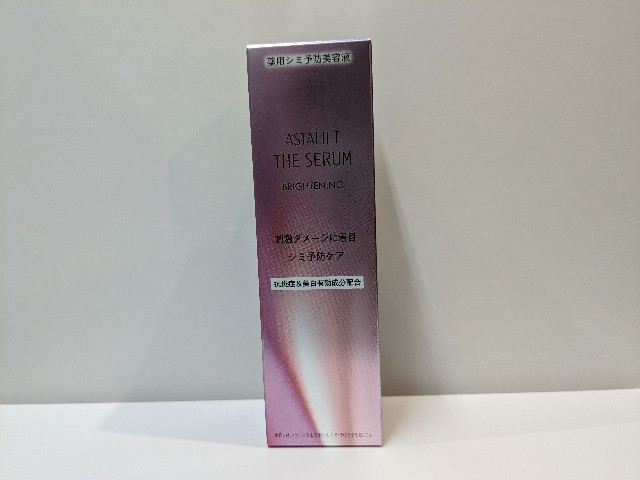 薬用シミ予防美容液
ASTALIFT
THE SERUM
BRIGHTENING
刺激ダメージに着目
シミ予防ケア
抗炎症&美白有効成分配合